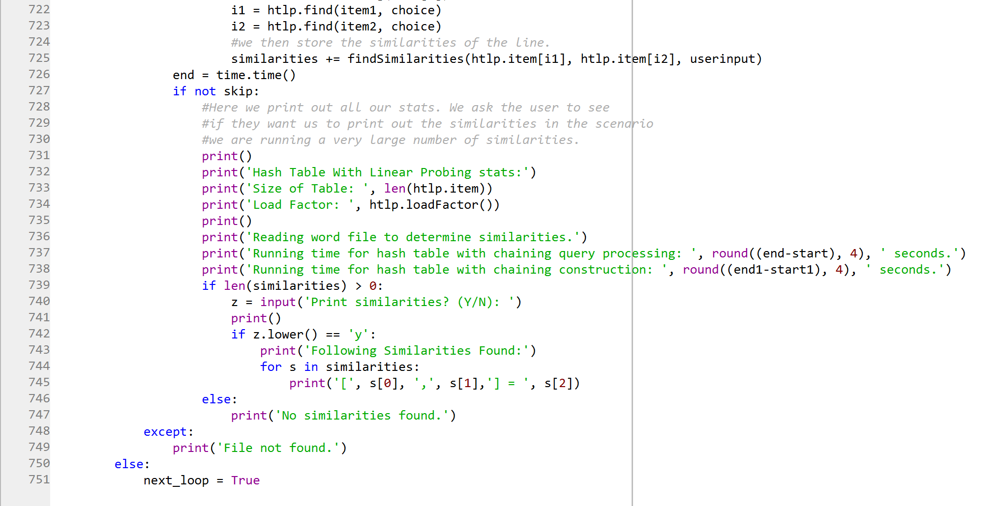 722 i1 = htlp.find(item1, choice)
723 i2 = htlp.find(item2, choice)
724 #we then store the similarities of the line.
725 similarities += findSimilarities(htlp.item[i1], htlp.item[i2], userinput)
726 end = time.time()
727 if not skip:
728 #Here we print out all our stats. We ask the user to see
729 #if they want us to print out the similarities in the scenario
730 #we are running a very large number of similarities.
731 print()
732 print('Hash Table With Linear Probing stats:')
733 print('Size of Table: ', len(htlp.item))
734 print('Load Factor: ', htlp.loadFactor())
735 print()
736 print('Reading word file to determine similarities.')
737 print('Running time for hash table with chaining query processing: ', round((end-start), 4), ' seconds.')
738 print('Running time for hash table with chaining construction: ', round((end1-start1), 4), ' seconds.')
739 if len(similarities) > 0:
740 z = input('Print similarities? (Y/N): ')
741 print()
742 if z.lower() == 'y':
743 print('Following Similarities Found:')
744 for s in similarities:
745 print('[', s[0], ',', s[1],'] = ', s[2])
746 else:
747 print('No similarities found.')
748 except:
749 print('File not found.')
750 else:
751 next_loop = True